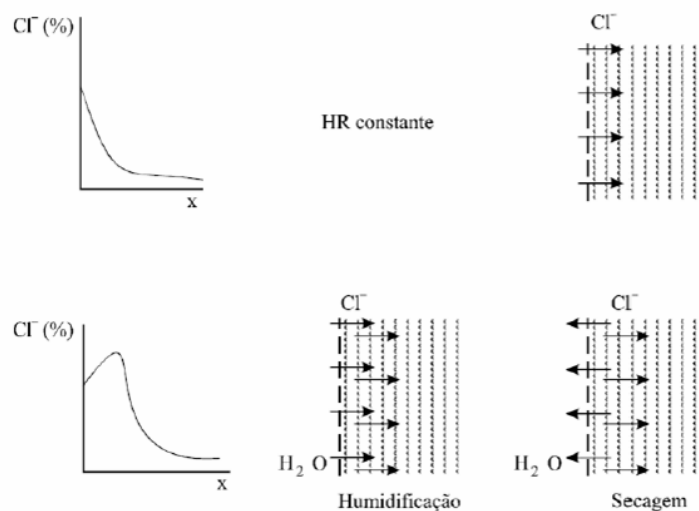 Cl⁻ (%)
x
HR constante
Cl⁻
Cl⁻ (%)
x
Cl⁻
H₂O
Humidificação
Cl⁻
H₂O
Secagem